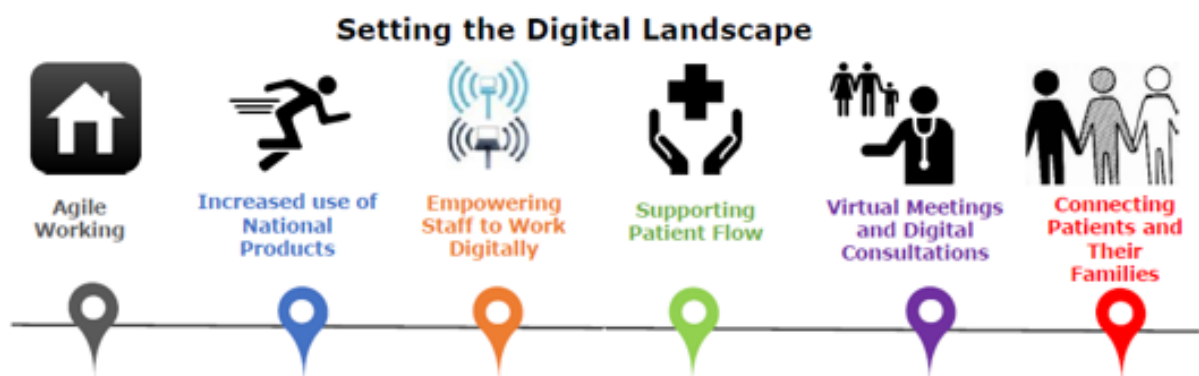 Setting the Digital Landscape
Agile
Working
Increased use of
National
Products
Empowering
Staff to Work
Digitally
Supporting
Patient Flow
Virtual Meetings
and Digital
Consultations
Connecting
Patients and
Their
Families